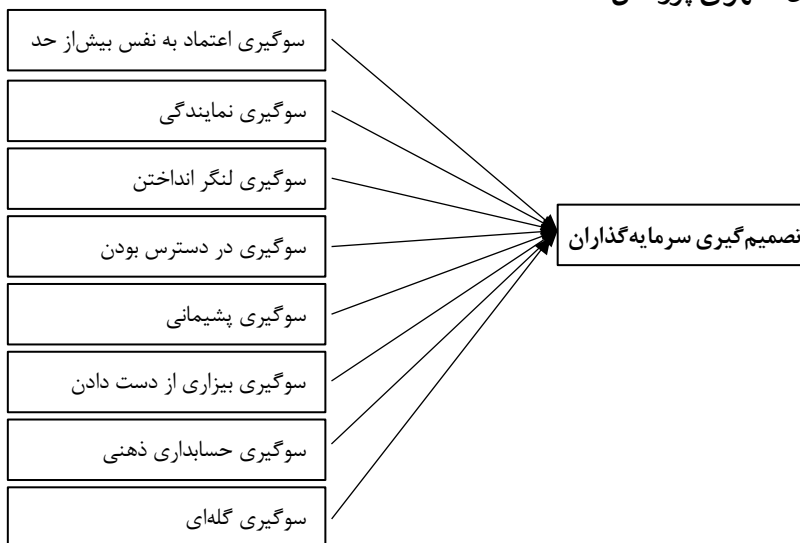 سوگیری اعتماد به نفس بیش‌از حد
سوگیری نمایندگی
سوگیری لنگر انداختن
سوگیری در دسترس بودن
سوگیری پشیمانی
سوگیری بیزاری از دست دادن
سوگیری حسابداری ذهنی
سوگیری گله‌ای
تصمیم‌گیری سرمایه‌گذاران